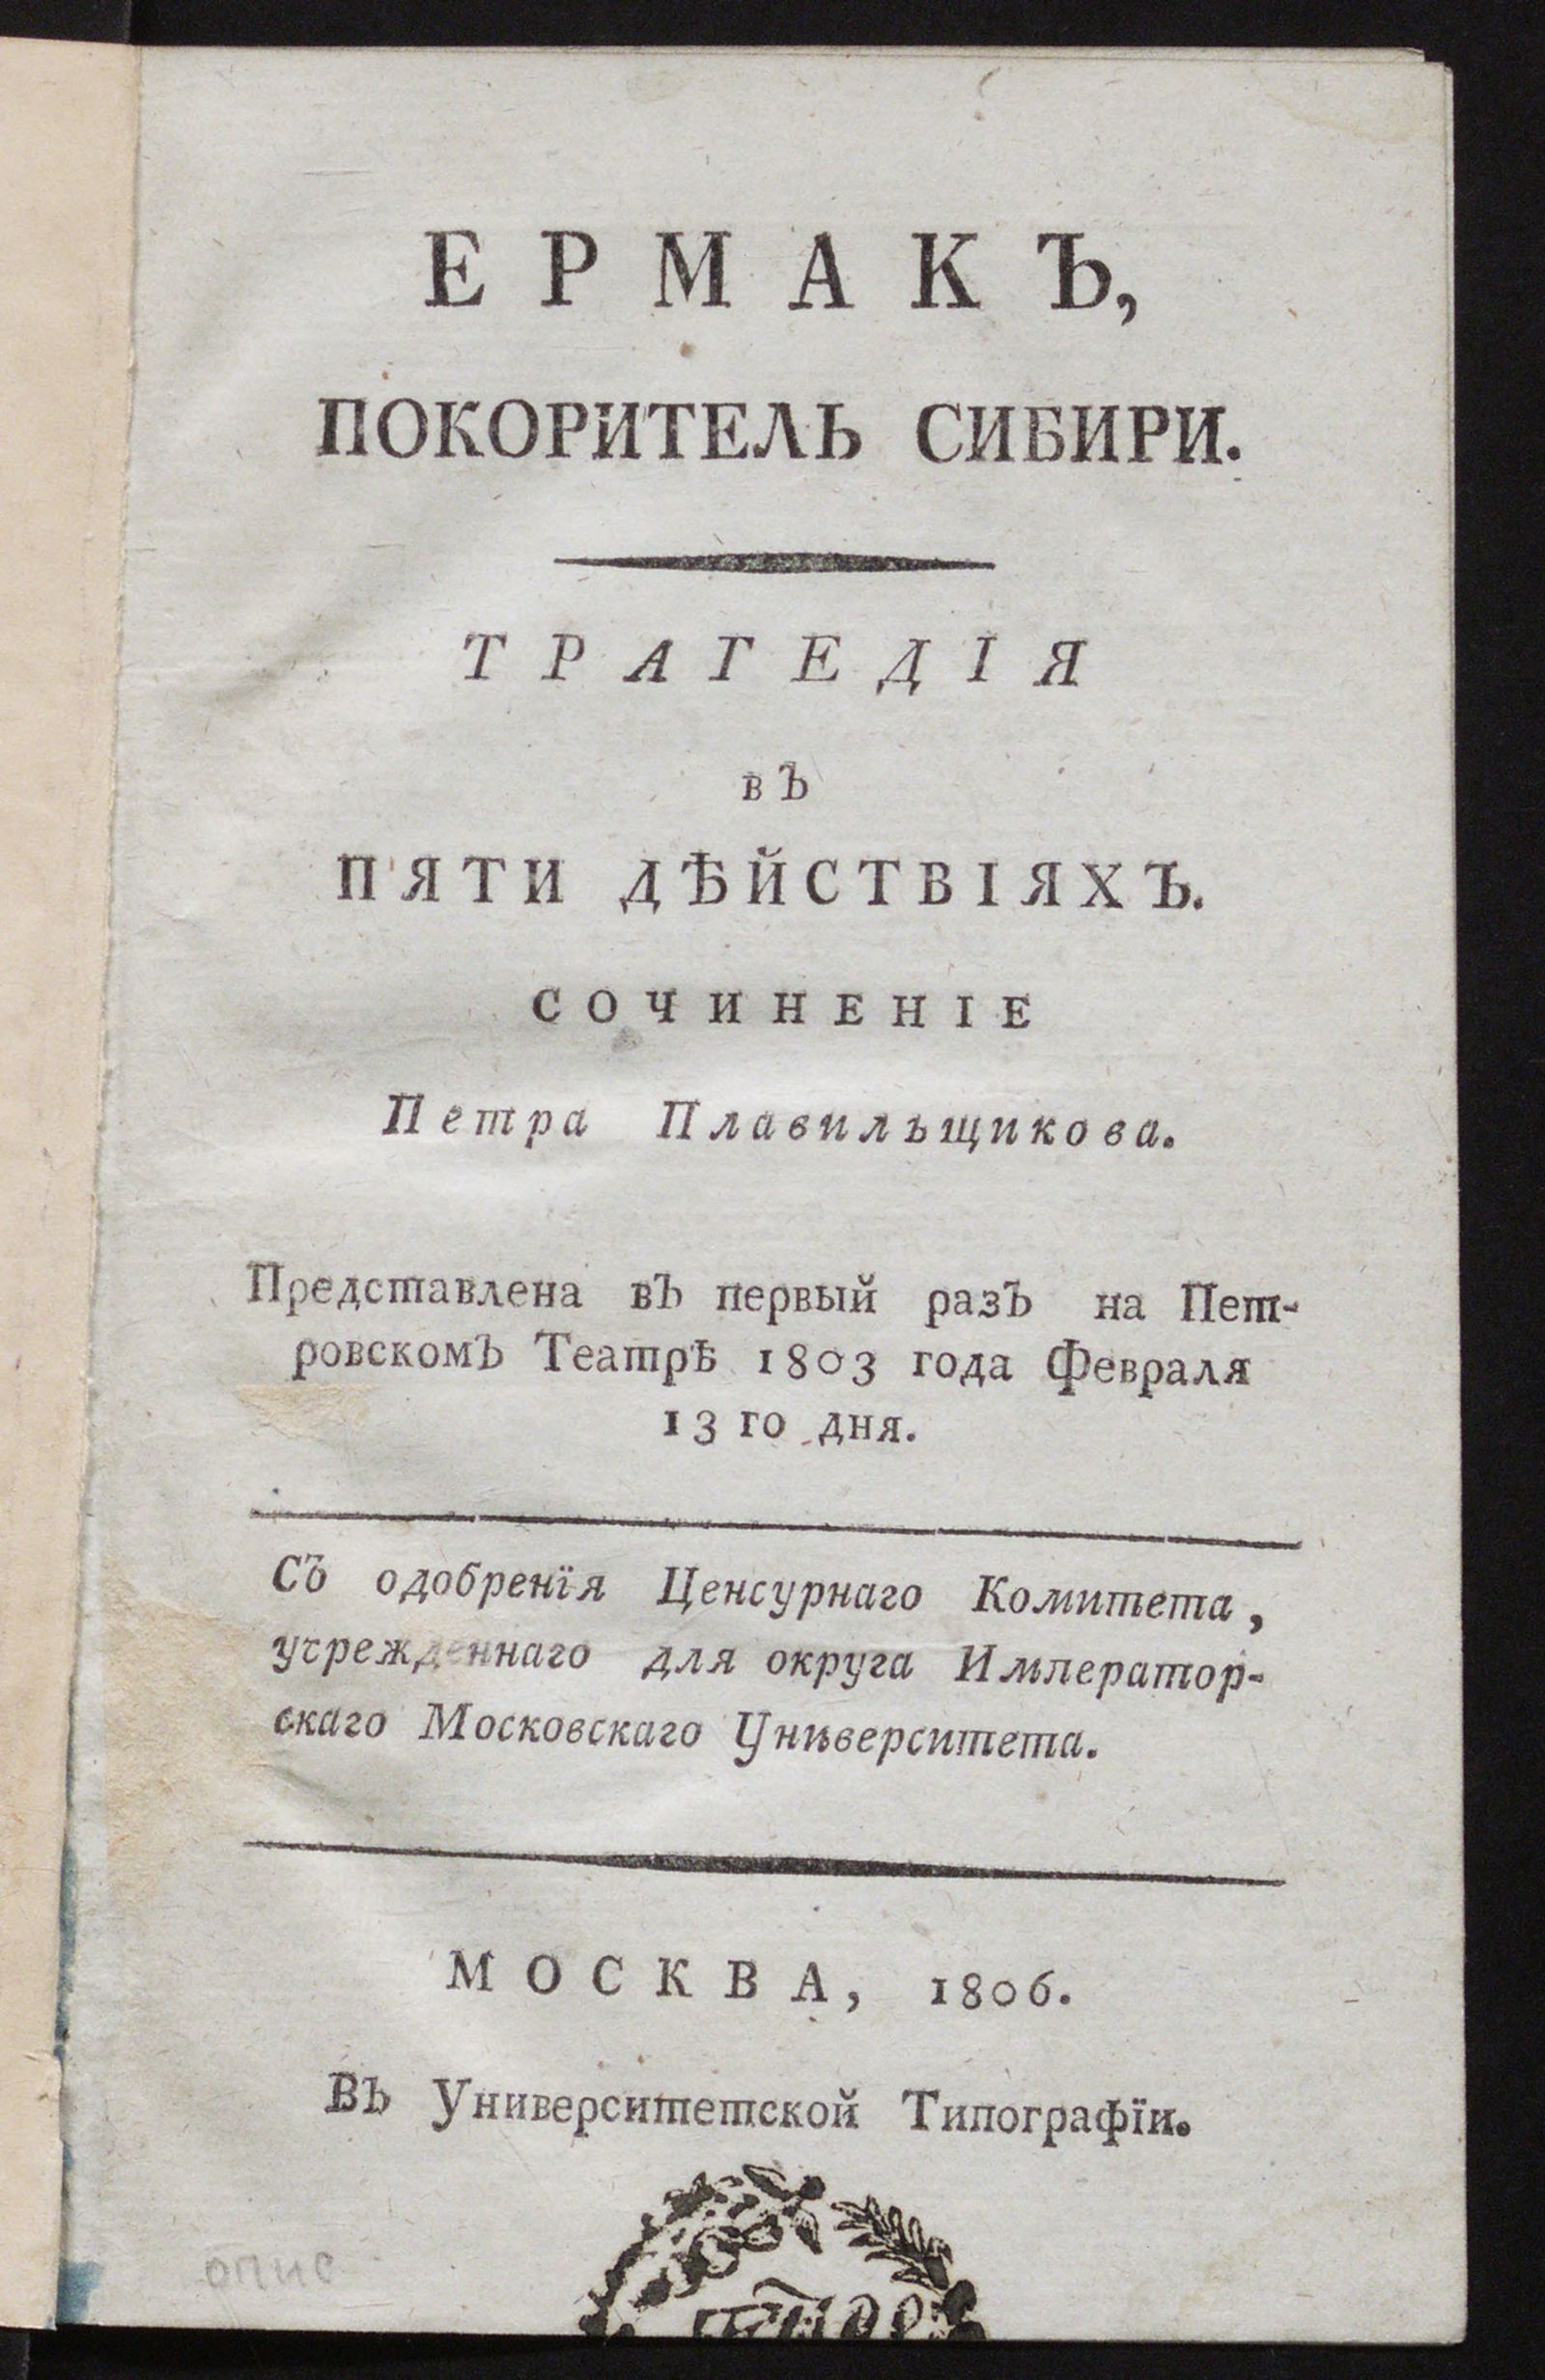 ЕРМАКЪ,
ПОКОРИТЕЛЬ СИБИРИ.
ТРАГЕДІЯ
вЪ
ПЯТИ ДѢЙСТВІЯХЪ.
СОЧИНЕНІЕ
Петра Плавильщикова.
Представлена вЪ первый разЪ на Пет-
ровскомЪ Театрѣ 1803 года Февраля
13 го дня.
СЪ одобренїя Ценсурнаго Комитета,
учрежденнаго для округа Император-
скаго Московскаго Университета.
МОСКВА, 1806.
ВЪ Университетской Типографїи.
опис